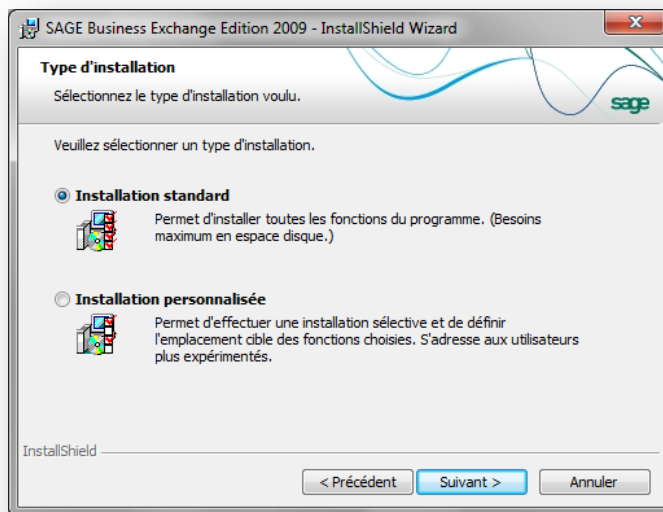 SAGE Business Exchange Edition 2009 - InstallShield Wizard
Type d'installation
Sélectionnez le type d'installation voulu.
sage
Veuillez sélectionner un type d'installation.
Installation standard
Permet d'installer toutes les fonctions du programme. (Besoins
maximum en espace disque.)
Installation personnalisée
Permet d'effectuer une installation sélective et de définir
l'emplacement cible des fonctions choisies. S'adresse aux utilisateurs
plus expérimentés.
InstallShield
< Précédent Suivant > Annuler